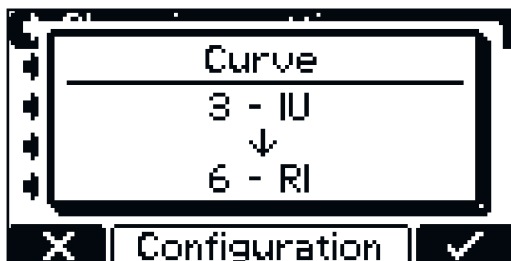 Curve
3 - IU
↓
6 - RI
Configuration